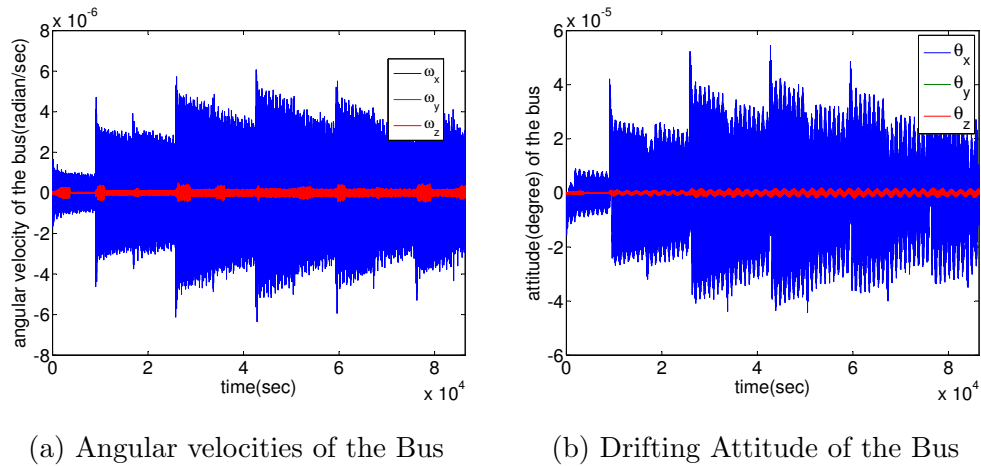 x 10^-6
8
6
4
2
0
-2
-4
-6
-8
angular velocity of the bus(radian/sec)
ω_x
ω_y
ω_z
0
2
4
6
8
x 10^4
time(sec)
x 10^-5
6
4
2
0
-2
-4
-6
attitude(degree) of the bus
θ_x
θ_y
θ_z
0
2
4
6
8
x 10^4
time(sec)
(a) Angular velocities of the Bus
(b) Drifting Attitude of the Bus